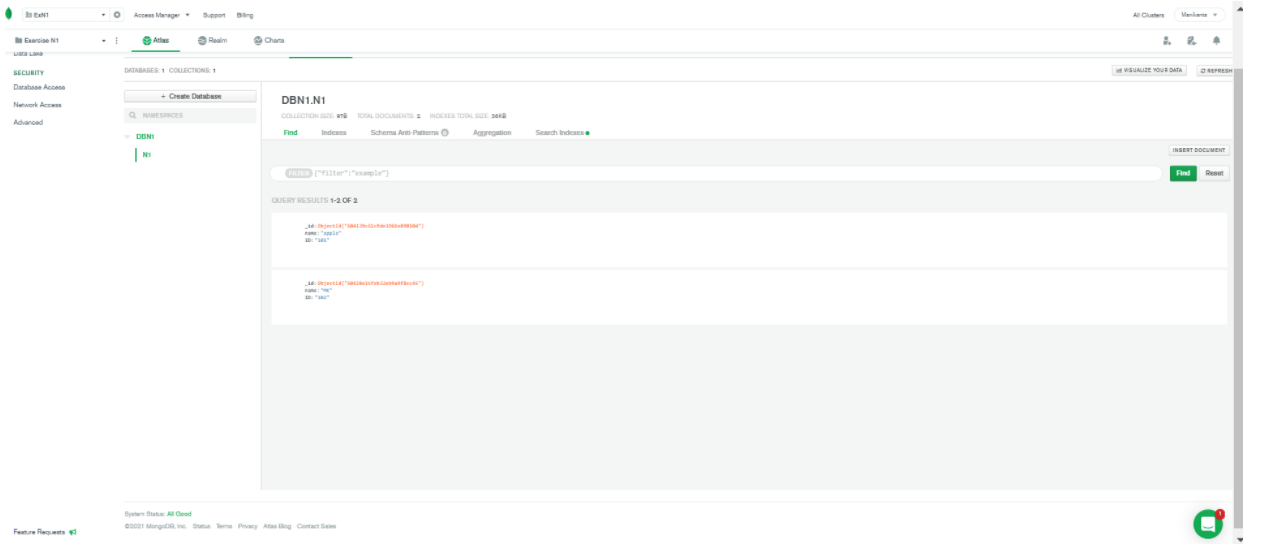 ExN1 Access Manager Support Billing All Clusters Manikanta
Exercise N1 Atlas Realm Charts
Data Lake
SECURITY
Database Access
Network Access
Advanced
Feature Requests
DATABASES: 1 COLLECTIONS: 1
VISUALIZE YOUR DATA REFRESH
+ Create Database
NAMESPACES
DBN1
N1
DBN1.N1
COLLECTION SIZE: 97B TOTAL DOCUMENTS: 2 INDEXES TOTAL SIZE: 36KB
Find Indexes Schema Anti-Patterns 0 Aggregation Search Indexes
INSERT DOCUMENT
FILTER {"filter":"example"}
Find Reset
QUERY RESULTS 1-2 OF 2
_id:ObjectId("
name:"apple"
ID:"101"
_id:ObjectId("
name:"MK"
ID:"102"
System Status: All Good
©2021 MongoDB, Inc. Status Terms Privacy Atlas Blog Contact Sales
1